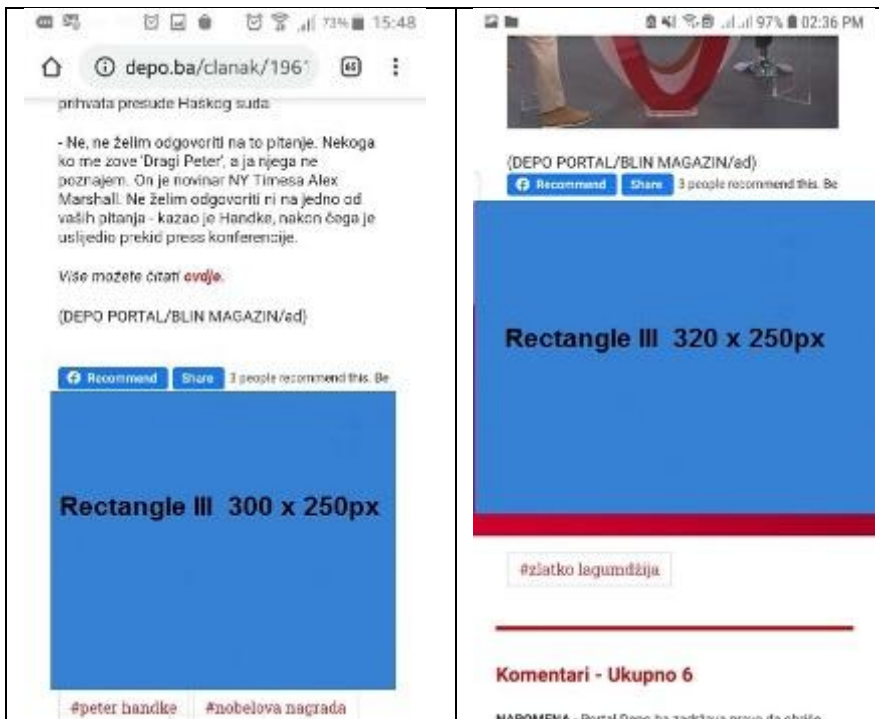 73% 15:48
depo.ba/clanak/1961
65
prihvata presude Haškog suda
- Ne, ne želim odgovoriti na to pitanje. Nekoga
ko me zove 'Dragi Peter', a ja njega ne
poznajem. On je novinar NY Timesa Alex
Marshall. Ne želim odgovoriti ni na jedno od
vaših pitanja - kazao je Handke, nakon čega je
uslijedio prekid press konferencije.
Više možete čitati ovdje.
(DEPO PORTAL/BLIN MAGAZIN/ad)
Recommend Share 3 people recommend this. Be
Rectangle III 300 x 250px
#peter handke #nobelova nagrada
97% 02:36 PM
(DEPO PORTAL/BLIN MAGAZIN/ad)
Recommend Share 3 people recommend this. Be
Rectangle III 320 x 250px
#zlatko lagumdžija
Komentari - Ukupno 6
NAPOMENA - Portal Depo.ba zadržava pravo da obriše